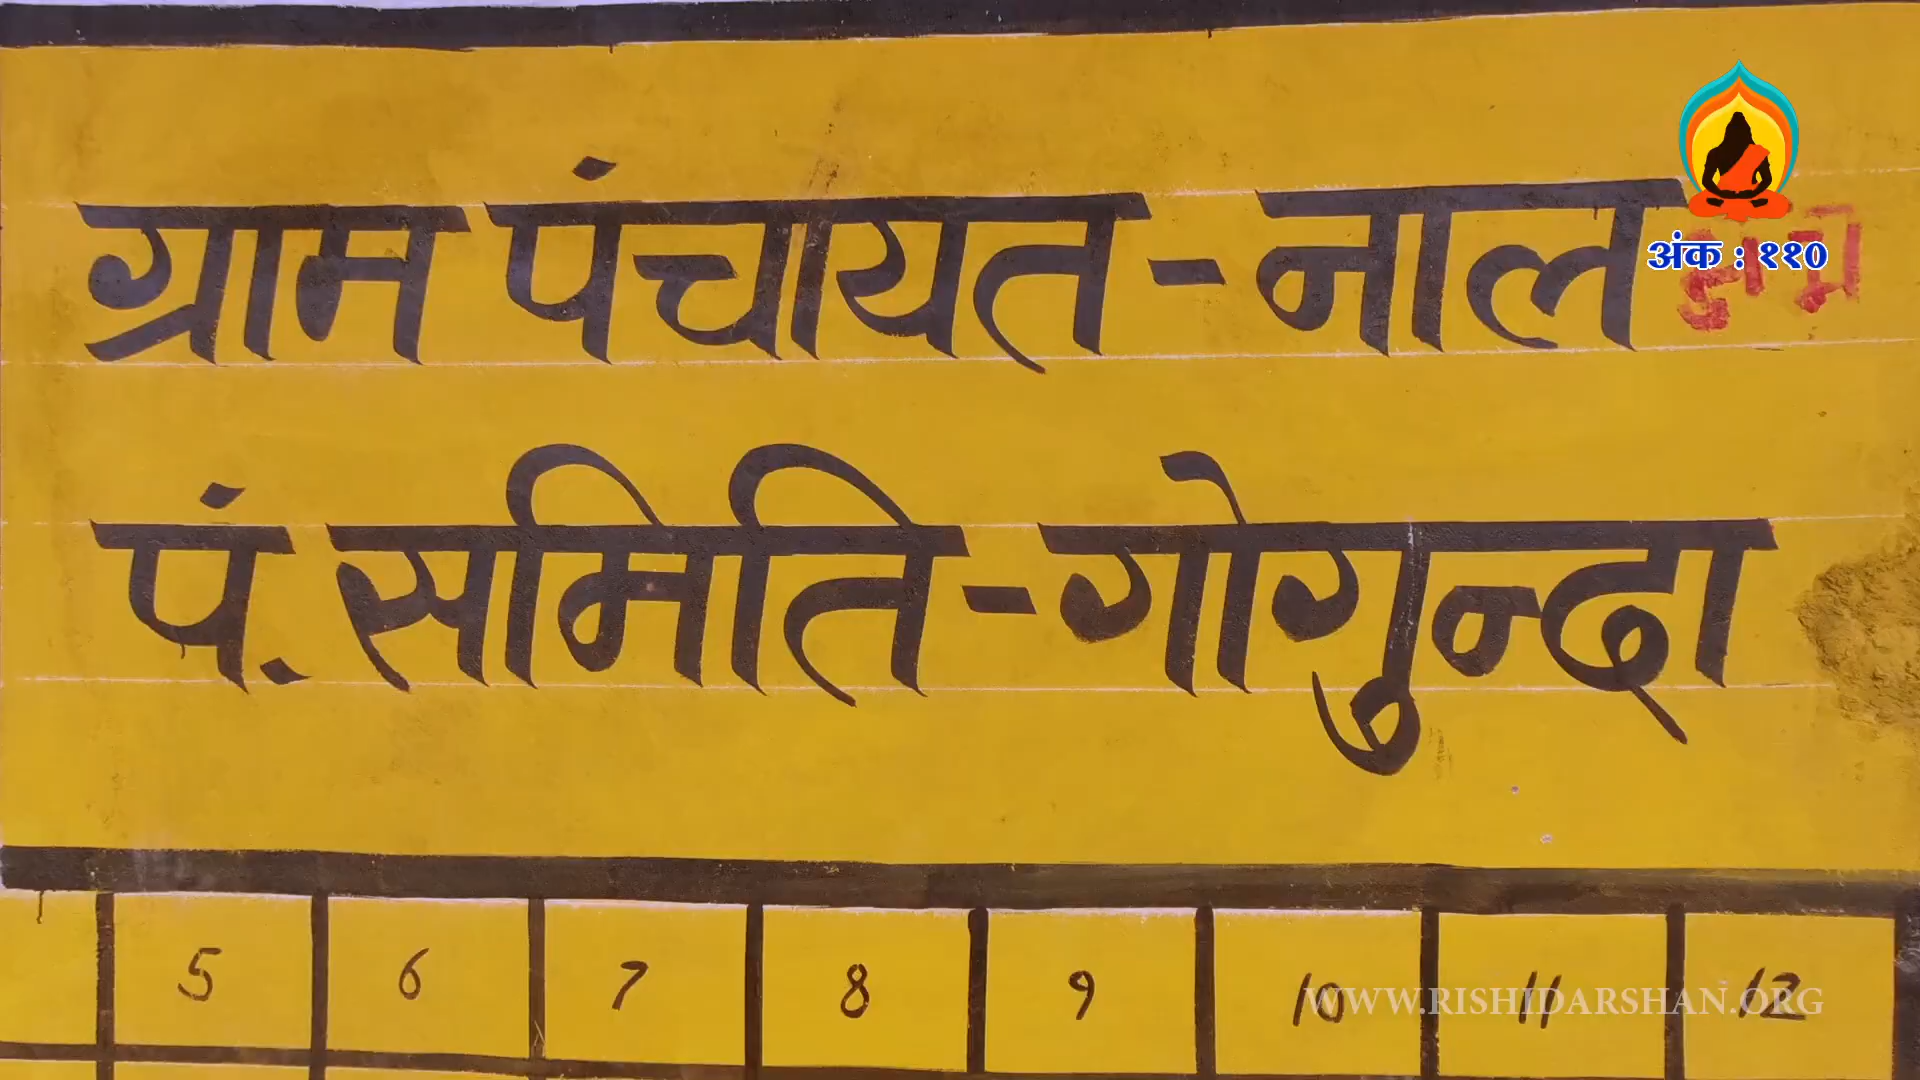 ग्राम पंचायत - नाल
अंक : ११०
पं. समिति - गोगुन्दा
5 6 7 8 9 10 11 12
WWW.RISHIDARSHAN.ORG